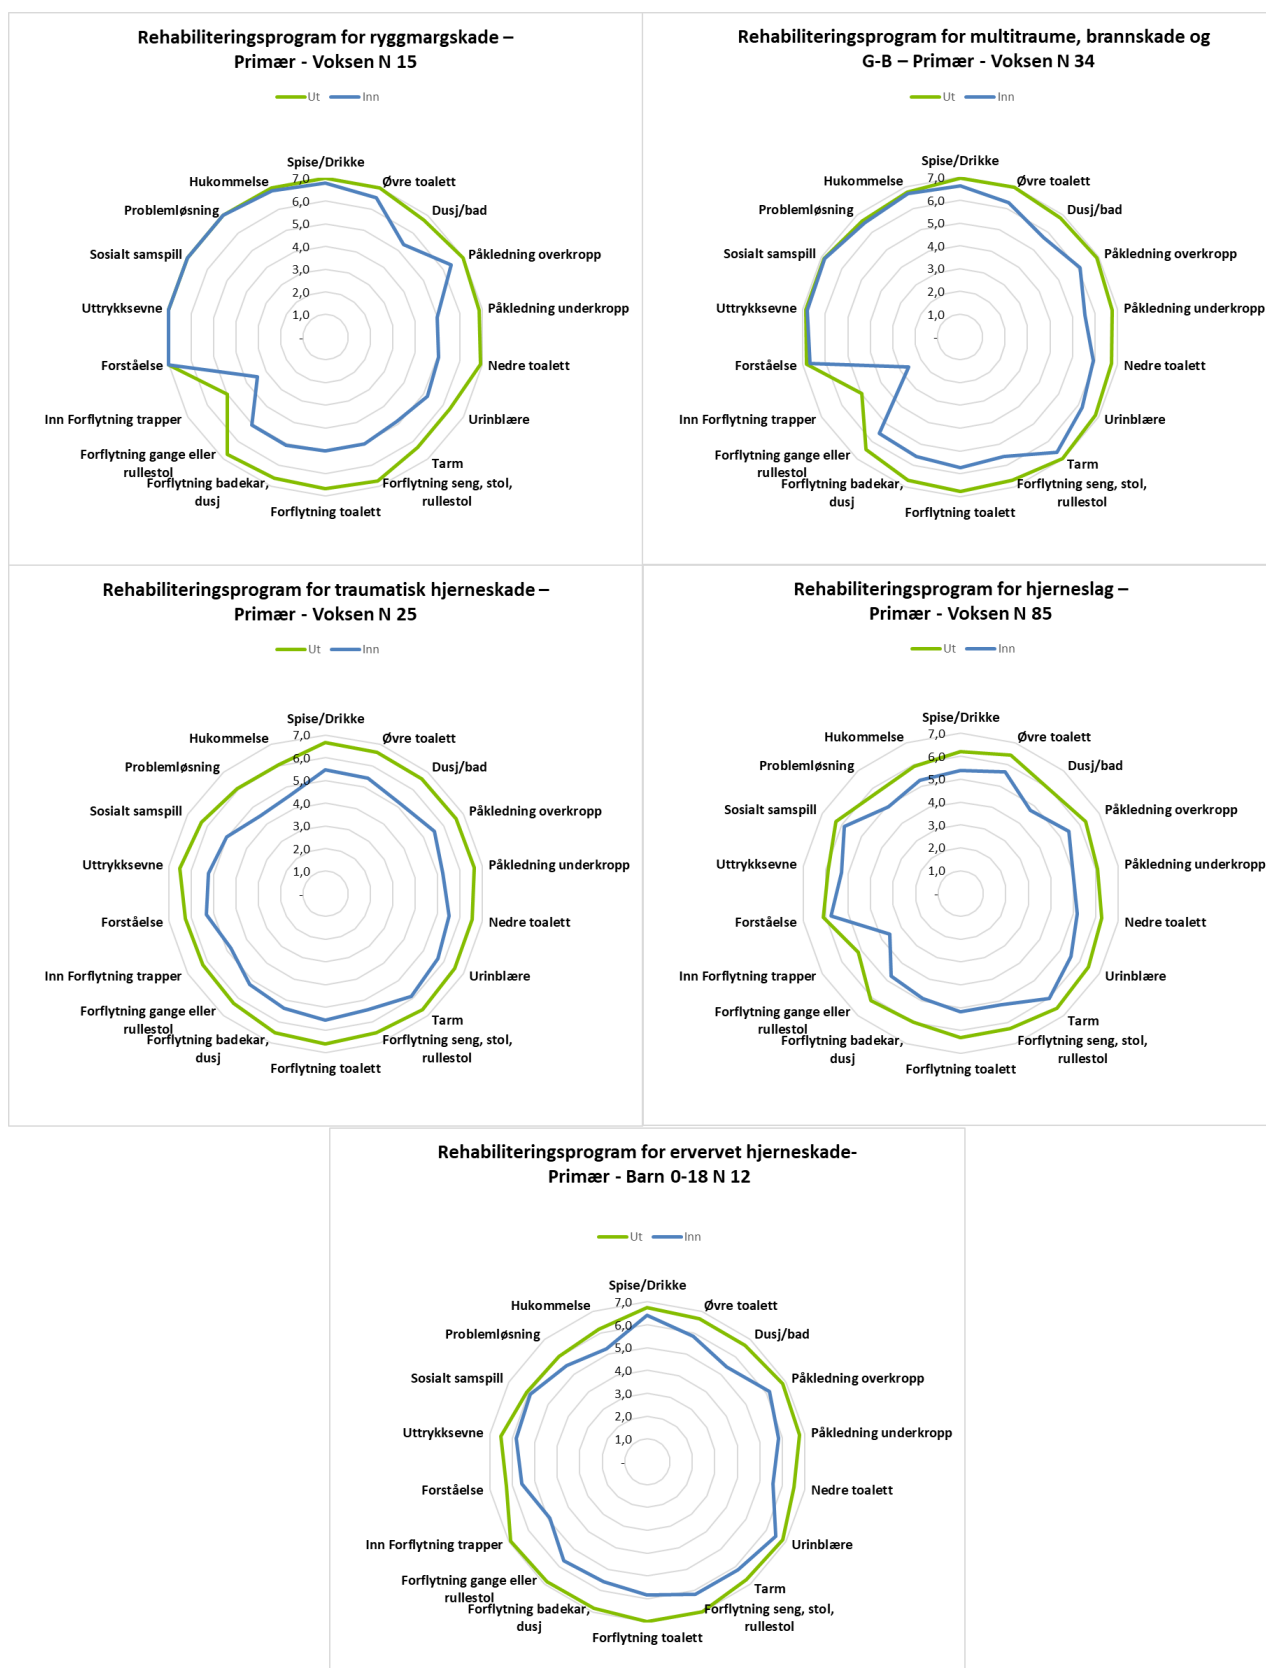 Rehabiliteringsprogram for ryggmargskade –
Primær - Voksen N 15
Ut Inn
Spise/Drikke
Øvre toalett
Dusj/bad
Påkledning overkropp
Påkledning underkropp
Nedre toalett
Urinblære
Tarm
Forflytning seng, stol,
rullestol
Forflytning toalett
Forflytning badekar,
dusj
Forflytning gange eller
rullestol
Inn Forflytning trapper
Forståelse
Uttrykksevne
Sosialt samspill
Problemløsning
Hukommelse
7,0
6,0
5,0
4,0
3,0
2,0
1,0
-
Rehabiliteringsprogram for multitraume, brannskade og
G-B – Primær - Voksen N 34
Ut Inn
Spise/Drikke
Øvre toalett
Dusj/bad
Påkledning overkropp
Påkledning underkropp
Nedre toalett
Urinblære
Tarm
Forflytning seng, stol,
rullestol
Forflytning toalett
Forflytning badekar,
dusj
Forflytning gange eller
rullestol
Inn Forflytning trapper
Forståelse
Uttrykksevne
Sosialt samspill
Problemløsning
Hukommelse
7,0
6,0
5,0
4,0
3,0
2,0
1,0
-
Rehabiliteringsprogram for traumatisk hjerneskade –
Primær - Voksen N 25
Ut Inn
Spise/Drikke
Øvre toalett
Dusj/bad
Påkledning overkropp
Påkledning underkropp
Nedre toalett
Urinblære
Tarm
Forflytning seng, stol,
rullestol
Forflytning toalett
Forflytning badekar,
dusj
Forflytning gange eller
rullestol
Inn Forflytning trapper
Forståelse
Uttrykksevne
Sosialt samspill
Problemløsning
Hukommelse
7,0
6,0
5,0
4,0
3,0
2,0
1,0
-
Rehabiliteringsprogram for hjerneslag –
Primær - Voksen N 85
Ut Inn
Spise/Drikke
Øvre toalett
Dusj/bad
Påkledning overkropp
Påkledning underkropp
Nedre toalett
Urinblære
Tarm
Forflytning seng, stol,
rullestol
Forflytning toalett
Forflytning badekar,
dusj
Forflytning gange eller
rullestol
Inn Forflytning trapper
Forståelse
Uttrykksevne
Sosialt samspill
Problemløsning
Hukommelse
7,0
6,0
5,0
4,0
3,0
2,0
1,0
-
Rehabiliteringsprogram for ervervet hjerneskade-
Primær - Barn 0-18 N 12
Ut Inn
Spise/Drikke
Øvre toalett
Dusj/bad
Påkledning overkropp
Påkledning underkropp
Nedre toalett
Urinblære
Tarm
Forflytning seng, stol,
rullestol
Forflytning toalett
Forflytning badekar,
dusj
Forflytning gange eller
rullestol
Inn Forflytning trapper
Forståelse
Uttrykksevne
Sosialt samspill
Problemløsning
Hukommelse
7,0
6,0
5,0
4,0
3,0
2,0
1,0
-